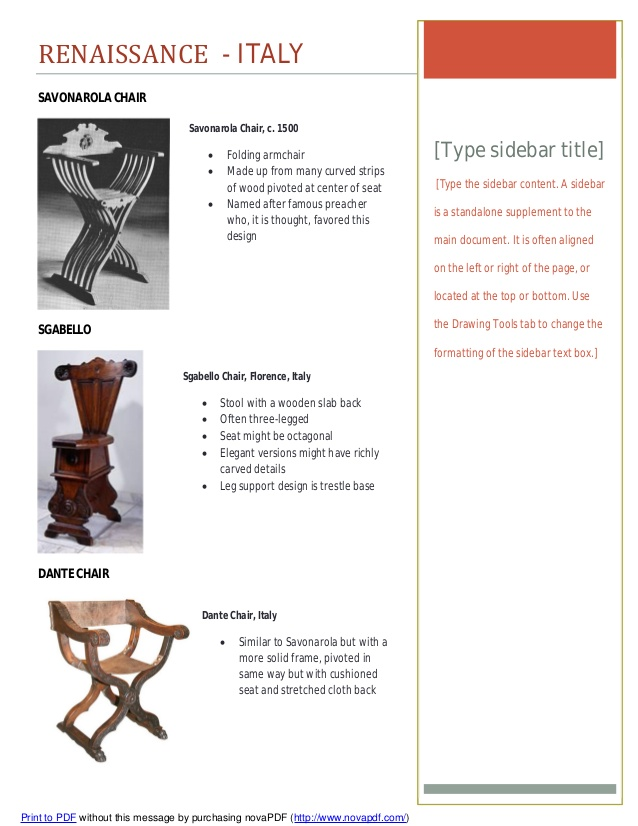 RENAISSANCE - ITALY
SAVONAROLA CHAIR
Savonarola Chair, c. 1500
• Folding armchair
• Made up from many curved strips
of wood pivoted at center of seat
• Named after famous preacher
who, it is thought, favored this
design
SGABELLO
Sgabello Chair, Florence, Italy
• Stool with a wooden slab back
• Often three-legged
• Seat might be octagonal
• Elegant versions might have richly
carved details
• Leg support design is trestle base
DANTE CHAIR
Dante Chair, Italy
• Similar to Savonarola but with a
more solid frame, pivoted in
same way but with cushioned
seat and stretched cloth back
[Type sidebar title]
[Type the sidebar content. A sidebar
is a standalone supplement to the
main document. It is often aligned
on the left or right of the page, or
located at the top or bottom. Use
the Drawing Tools tab to change the
formatting of the sidebar text box.]
Print to PDF without this message by purchasing novaPDF (http://www.novapdf.com/)